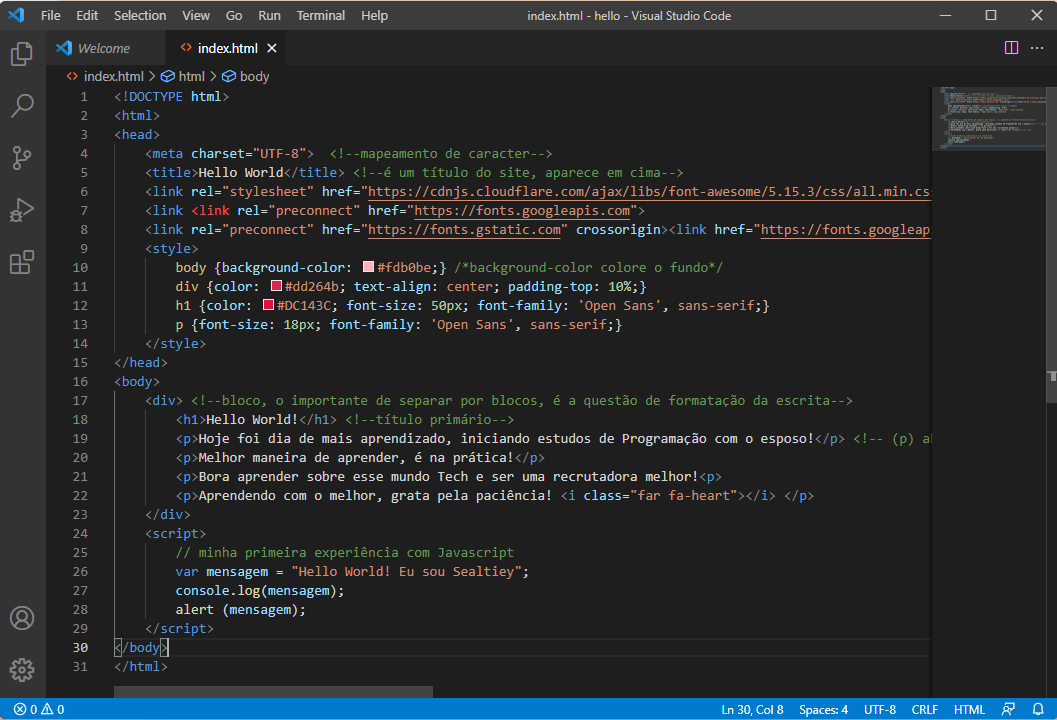 File Edit Selection View Go Run Terminal Help index.html - hello - Visual Studio Code
Welcome index.html
index.html > html > body
1 <!DOCTYPE html>
2 <html>
3 <head>
4 <meta charset="UTF-8"> <!--mapeamento de caracter-->
5 <title>Hello World</title> <!--é um título do site, aparece em cima-->
6 <link rel="stylesheet" href="https://cdnjs.cloudflare.com/ajax/libs/font-awesome/5.15.3/css/all.min.cs
7 <link <link rel="preconnect" href="https://fonts.googleapis.com">
8 <link rel="preconnect" href="https://fonts.gstatic.com" crossorigin><link href="https://fonts.googleap
9 <style>
10 body {background-color: #fdb0be;} /*background-color colore o fundo*/
11 div {color: #dd264b; text-align: center; padding-top: 10%;}
12 h1 {color: #DC143C; font-size: 50px; font-family: 'Open Sans', sans-serif;}
13 p {font-size: 18px; font-family: 'Open Sans', sans-serif;}
14 </style>
15 </head>
16 <body>
17 <div> <!--bloco, o importante de separar por blocos, é a questão de formatação da escrita-->
18 <h1>Hello World!</h1> <!--título primário-->
19 <p>Hoje foi dia de mais aprendizado, iniciando estudos de Programação com o esposo!</p> <!-- (p) a
20 <p>Melhor maneira de aprender, é na prática!</p>
21 <p>Bora aprender sobre esse mundo Tech e ser uma recrutadora melhor!<p>
22 <p>Aprendendo com o melhor, grata pela paciência! <i class="far fa-heart"></i> </p>
23 </div>
24 <script>
25 // minha primeira experiência com Javascript
26 var mensagem = "Hello World! Eu sou Sealtiey";
27 console.log(mensagem);
28 alert (mensagem);
29 </script>
30 </body>
31 </html>
0 0 Ln 30, Col 8 Spaces: 4 UTF-8 CRLF HTML